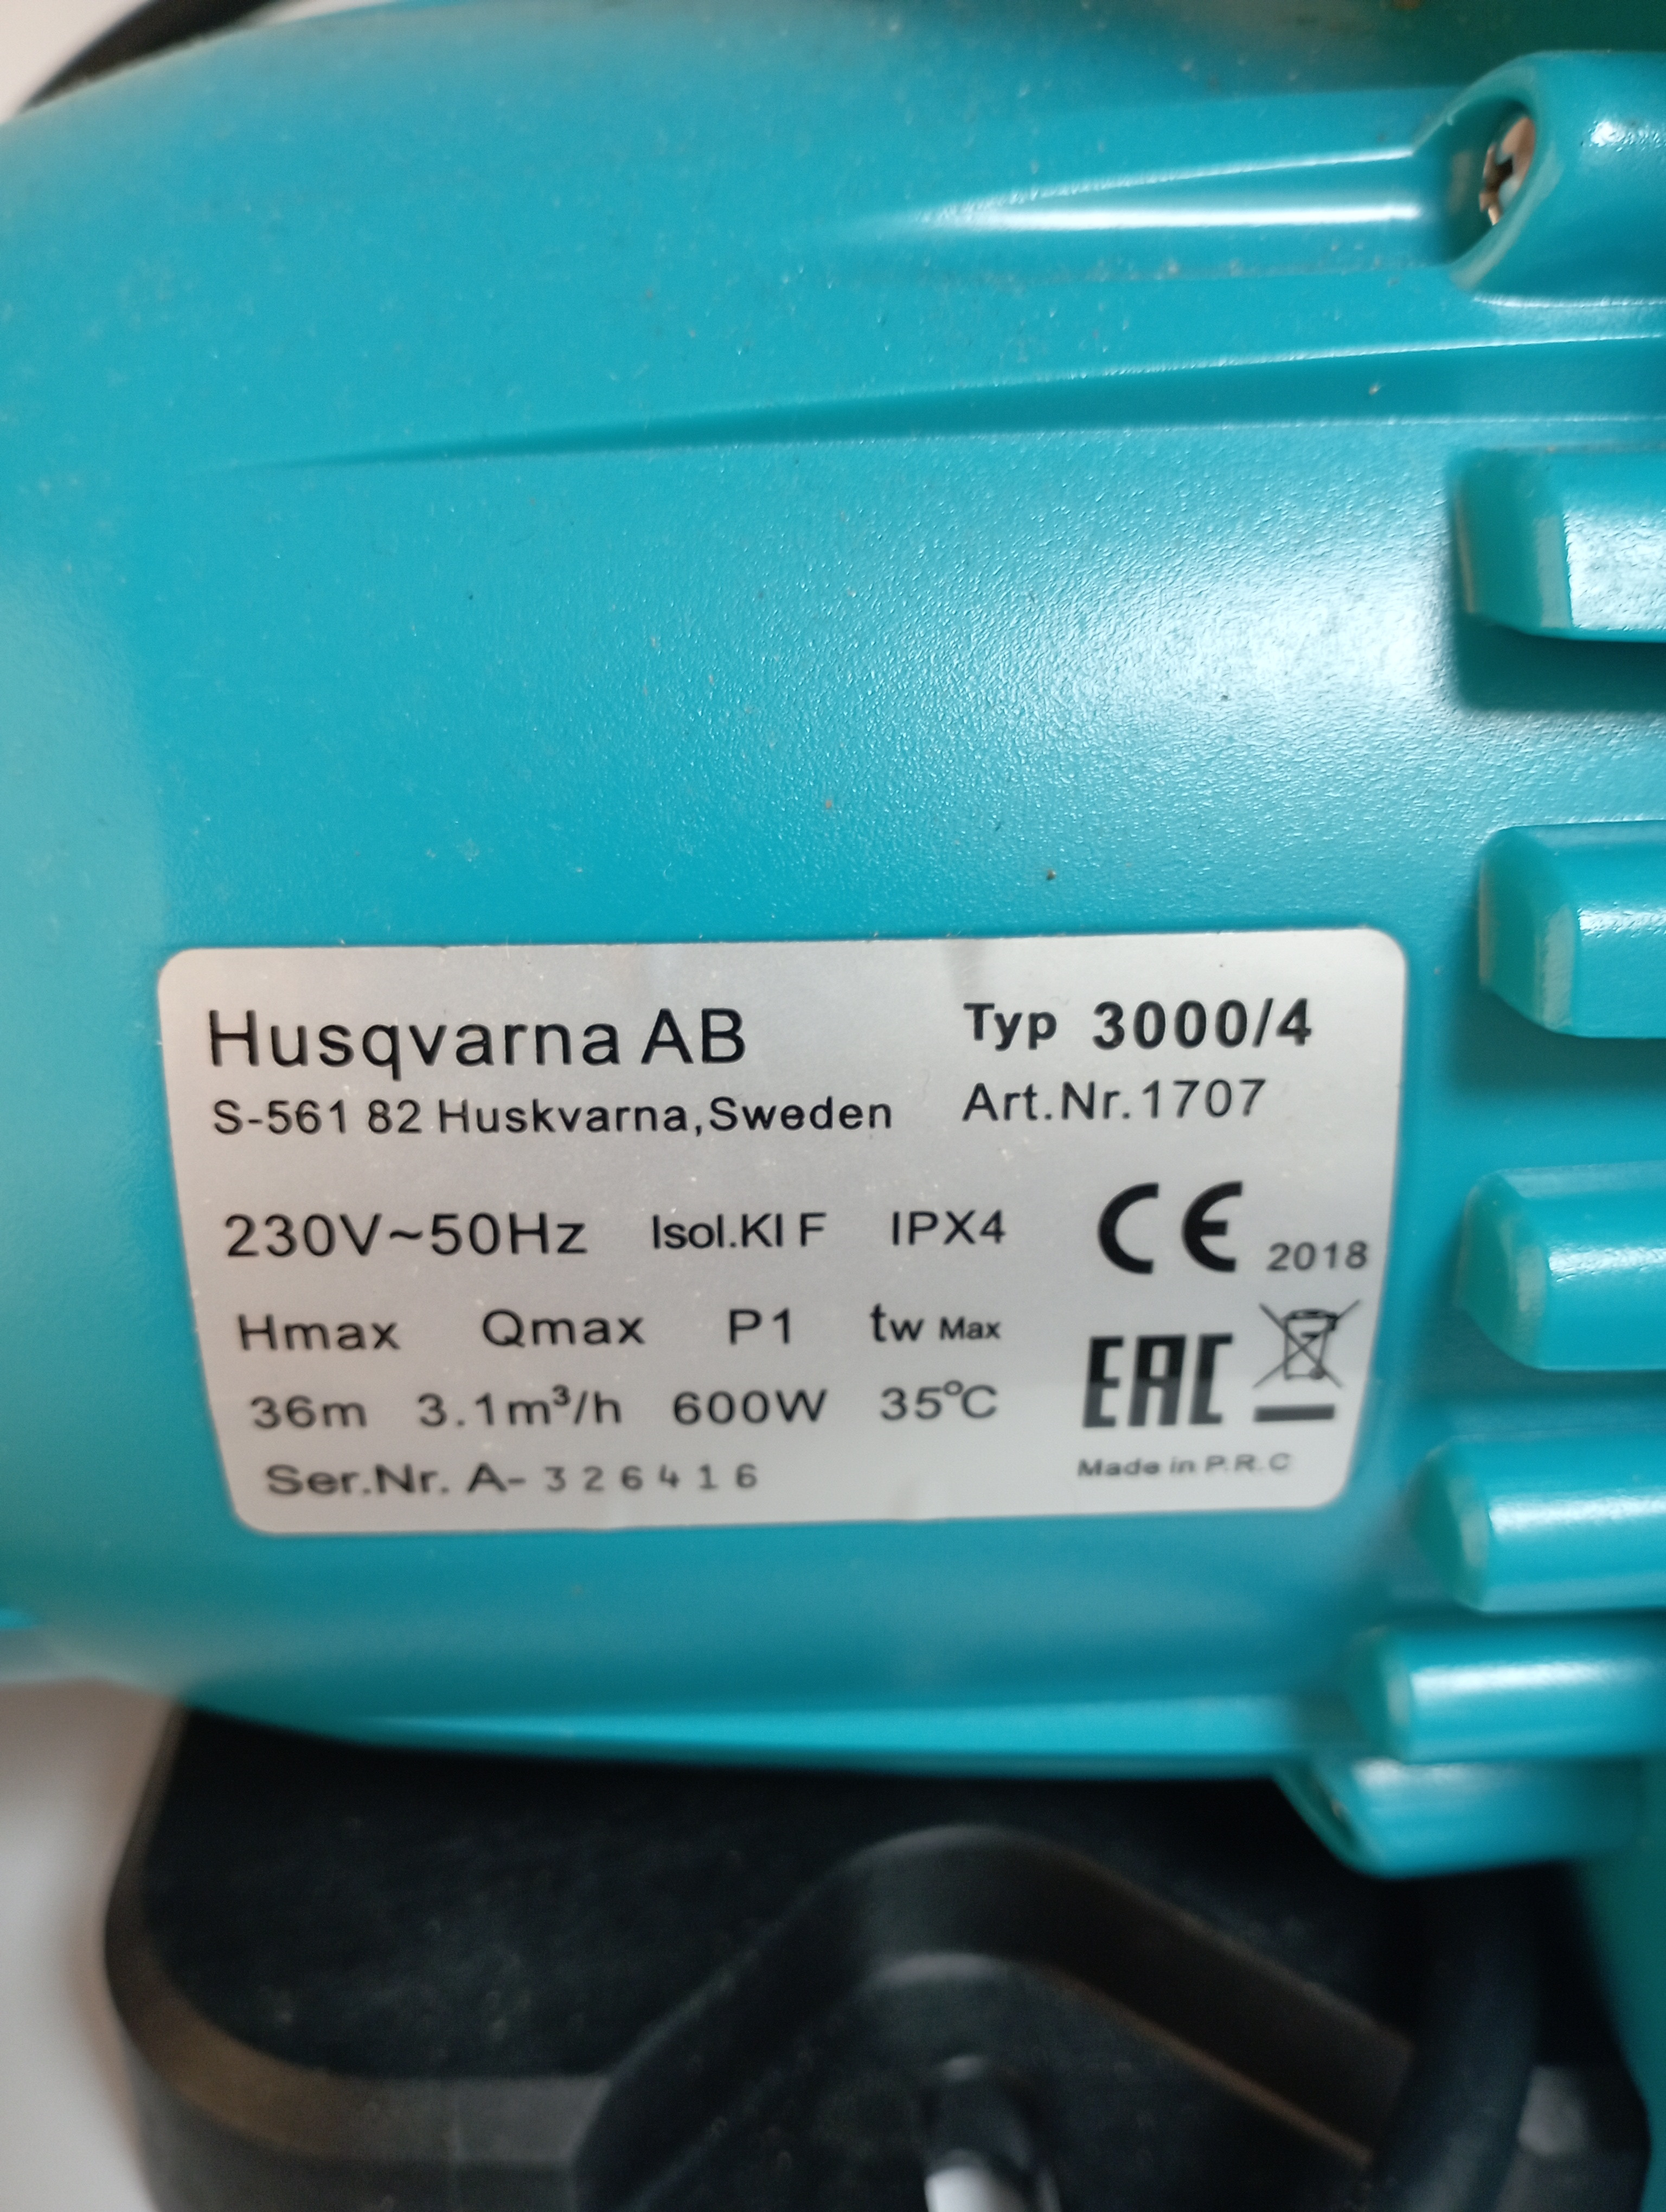 Husqvarna AB
S-561 82 Huskvarna,Sweden
Typ 3000/4
Art.Nr.1707
230V~50Hz Isol.Kl F IPX4
CE 2018
Hmax Qmax P1 tw Max
36m 3.1m³/h 600W 35°C
EAC
Ser.Nr. A-326416
Made in P.R.C